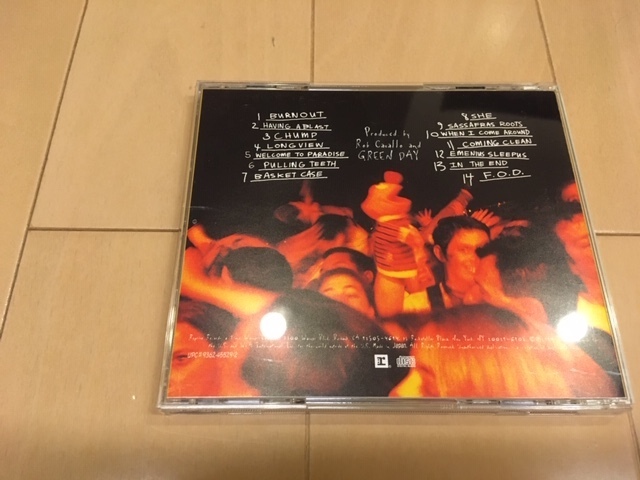 1 BURNOUT
2 HAVING A BLAST
3 CHUMP
4 LONGVIEW
5 WELCOME TO PARADISE
6 PULLING TEETH
7 BASKET CASE
Produced by
Rob Cavallo and
GREEN DAY
8 SHE
9 SASSAFRAS ROOTS
10 WHEN I COME AROUND
11 COMING CLEAN
12 EMENIUS SLEEPUS
13 IN THE END
14 F.O.D.